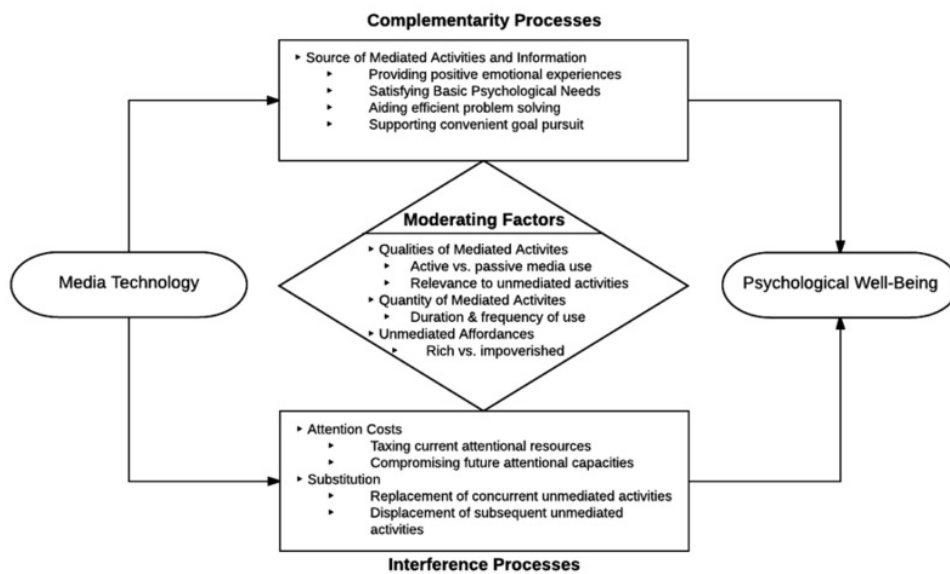 Complementarity Processes
‣ Source of Mediated Activities and Information
‣ Providing positive emotional experiences
‣ Satisfying Basic Psychological Needs
‣ Aiding efficient problem solving
‣ Supporting convenient goal pursuit
Moderating Factors
‣ Qualities of Mediated Activites
‣ Active vs. passive media use
‣ Relevance to unmediated activities
‣ Quantity of Mediated Activites
‣ Duration & frequency of use
‣ Unmediated Affordances
‣ Rich vs. impoverished
Media Technology
Psychological Well-Being
‣ Attention Costs
‣ Taxing current attentional resources
‣ Compromising future attentional capacities
‣ Substitution
‣ Replacement of concurrent unmediated activities
‣ Displacement of subsequent unmediated
activities
Interference Processes